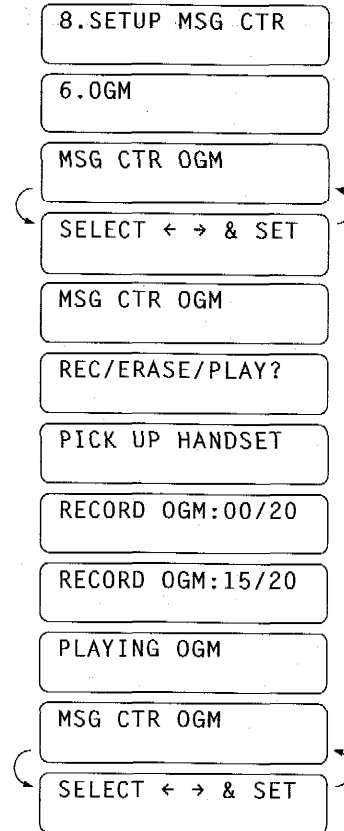 8.SETUP MSG CTR
6.OGM
MSG CTR OGM
SELECT ← → & SET
MSG CTR OGM
REC/ERASE/PLAY?
PICK UP HANDSET
RECORD OGM:00/20
RECORD OGM:15/20
PLAYING OGM
MSG CTR OGM
SELECT ← → & SET